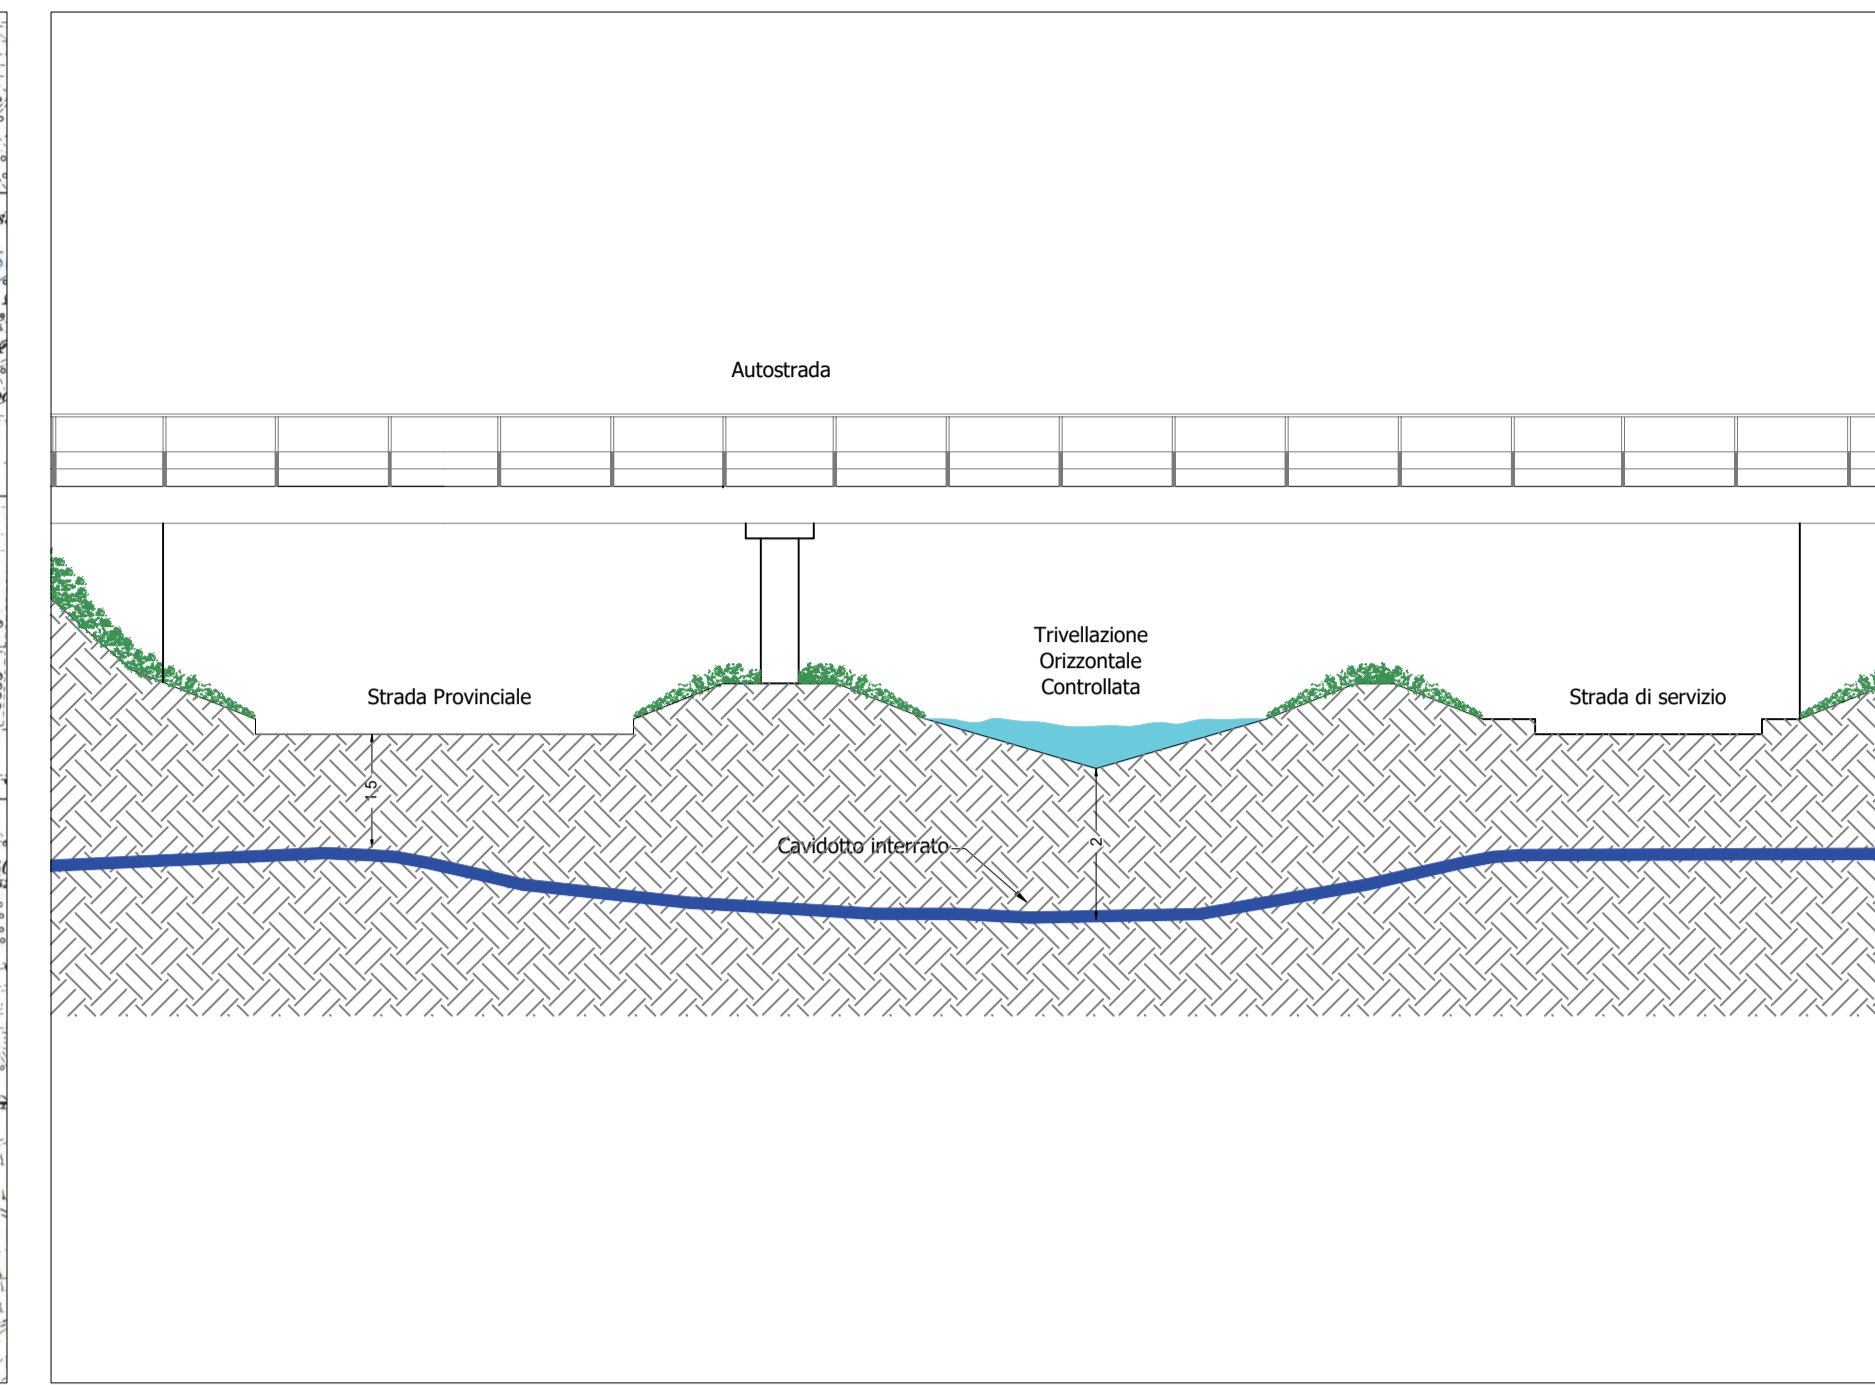 Autostrada
Trivellazione
Orizzontale
Controllata
Strada Provinciale
Strada di servizio
1.5
Cavidotto interrato
2